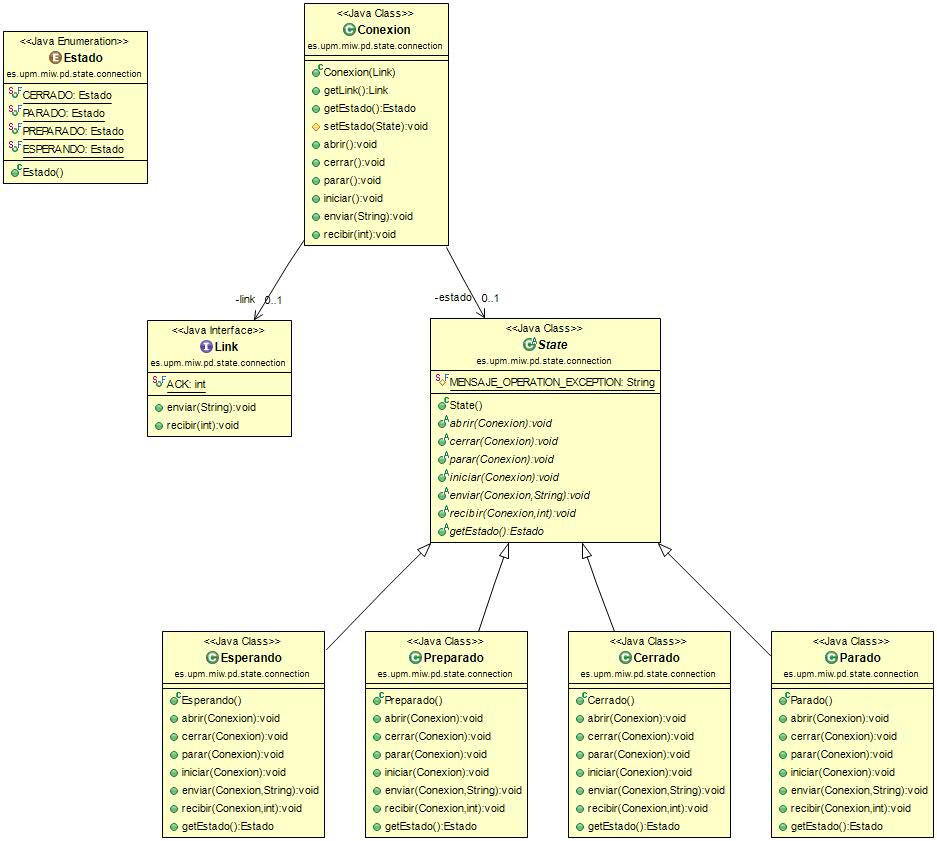 <<Java Enumeration>>
Estado
es.upm.miw.pd.state.connection
CERRADO: Estado
PARADO: Estado
PREPARADO: Estado
ESPERANDO: Estado
Estado()
<<Java Class>>
Conexion
es.upm.miw.pd.state.connection
Conexion(Link)
getLink():Link
getEstado():Estado
setEstado(State):void
abrir():void
cerrar():void
parar():void
iniciar():void
enviar(String):void
recibir(int):void
-link 0..1
-estado 0..1
<<Java Interface>>
Link
es.upm.miw.pd.state.connection
ACK: int
enviar(String):void
recibir(int):void
<<Java Class>>
State
es.upm.miw.pd.state.connection
MENSAJE_OPERATION_EXCEPTION: String
State()
abrir(Conexion):void
cerrar(Conexion):void
parar(Conexion):void
iniciar(Conexion):void
enviar(Conexion,String):void
recibir(Conexion,int):void
getEstado():Estado
<<Java Class>>
Esperando
es.upm.miw.pd.state.connection
Esperando()
abrir(Conexion):void
cerrar(Conexion):void
parar(Conexion):void
iniciar(Conexion):void
enviar(Conexion,String):void
recibir(Conexion,int):void
getEstado():Estado
<<Java Class>>
Preparado
es.upm.miw.pd.state.connection
Preparado()
abrir(Conexion):void
cerrar(Conexion):void
parar(Conexion):void
iniciar(Conexion):void
enviar(Conexion,String):void
recibir(Conexion,int):void
getEstado():Estado
<<Java Class>>
Cerrado
es.upm.miw.pd.state.connection
Cerrado()
abrir(Conexion):void
cerrar(Conexion):void
parar(Conexion):void
iniciar(Conexion):void
enviar(Conexion,String):void
recibir(Conexion,int):void
getEstado():Estado
<<Java Class>>
Parado
es.upm.miw.pd.state.connection
Parado()
abrir(Conexion):void
cerrar(Conexion):void
parar(Conexion):void
iniciar(Conexion):void
enviar(Conexion,String):void
recibir(Conexion,int):void
getEstado():Estado